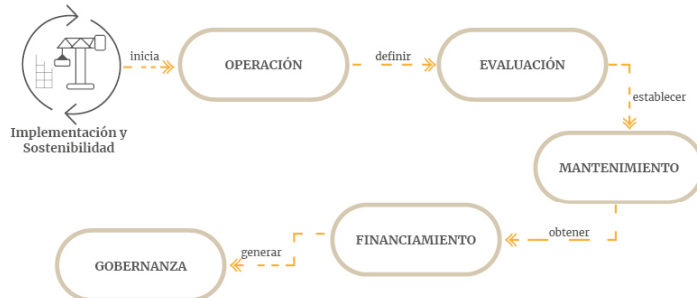 inicia
OPERACIÓN
definir
EVALUACIÓN
establecer
Implementación y
Sostenibilidad
MANTENIMIENTO
obtener
FINANCIAMIENTO
generar
GOBERNANZA